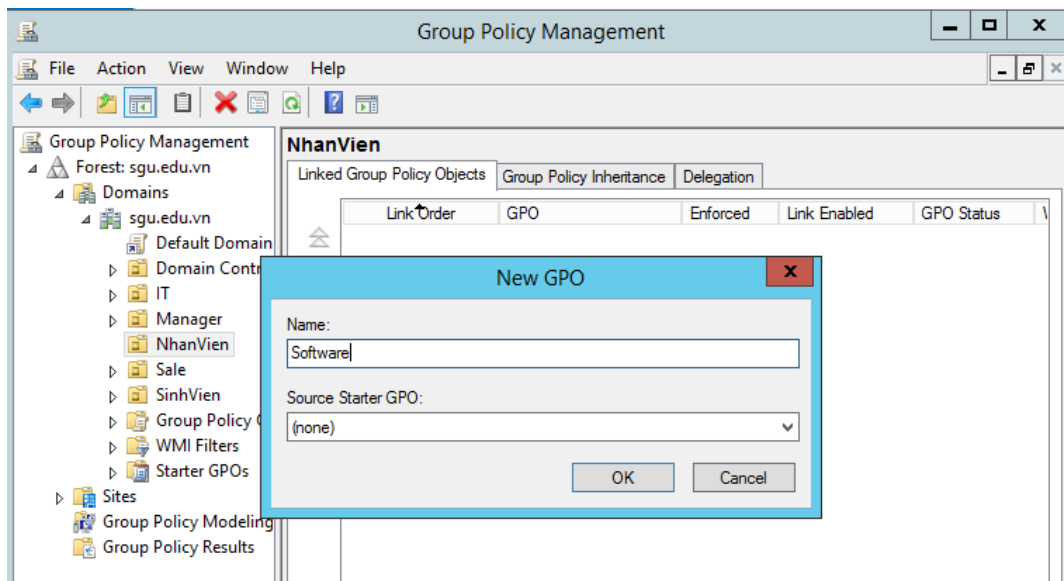 Group Policy Management
File Action View Window Help
Group Policy Management
Forest: sgu.edu.vn
Domains
sgu.edu.vn
Default Domain
Domain Contr
IT
Manager
NhanVien
Sale
SinhVien
Group Policy
WMI Filters
Starter GPOs
Sites
Group Policy Modeling
Group Policy Results
NhanVien
Linked Group Policy Objects Group Policy Inheritance Delegation
Link Order GPO Enforced Link Enabled GPO Status
New GPO
Name:
Software
Source Starter GPO:
(none)
OK Cancel